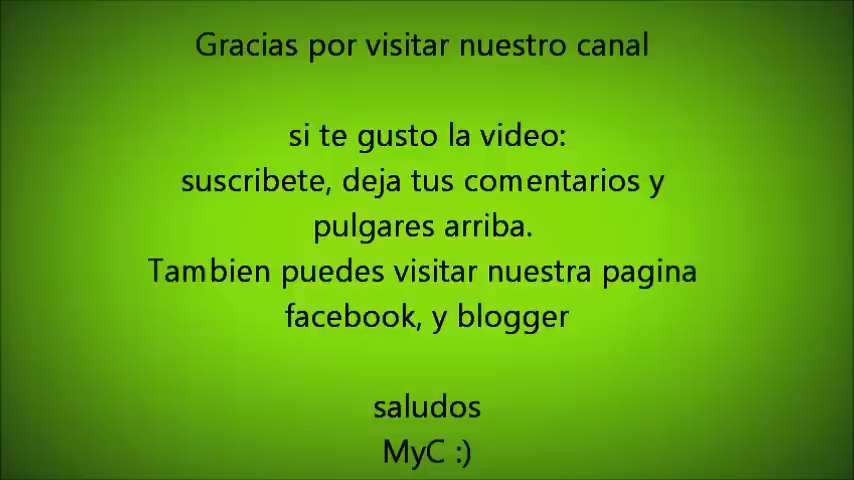 Gracias por visitar nuestro canal
si te gusto la video:
suscribete, deja tus comentarios y
pulgares arriba.
Tambien puedes visitar nuestra pagina
facebook, y blogger
saludos
MyC :)